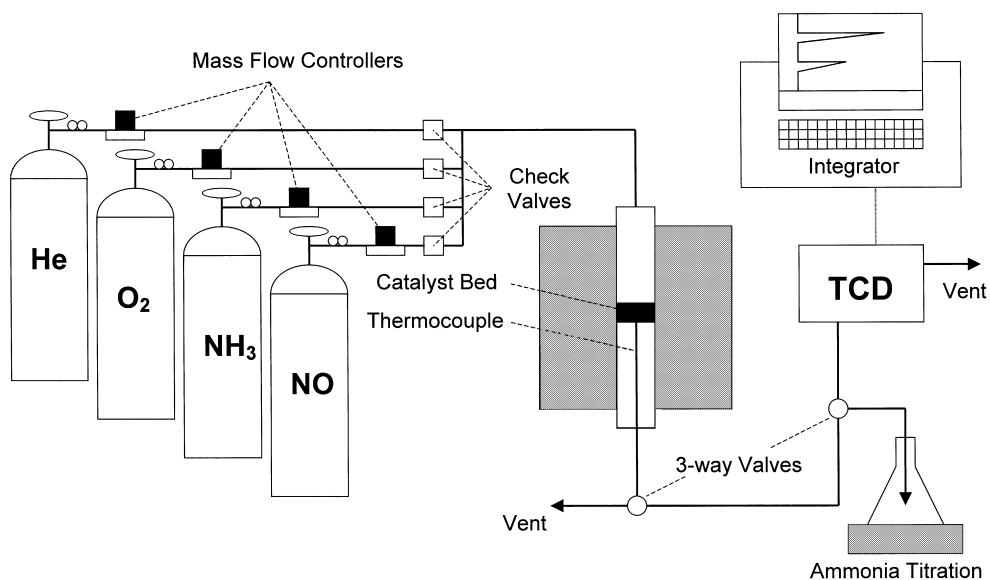 Mass Flow Controllers
Integrator
Check
Valves
He
O₂
NH₃
NO
Catalyst Bed
Thermocouple
TCD
Vent
3-way Valves
Vent
Ammonia Titration